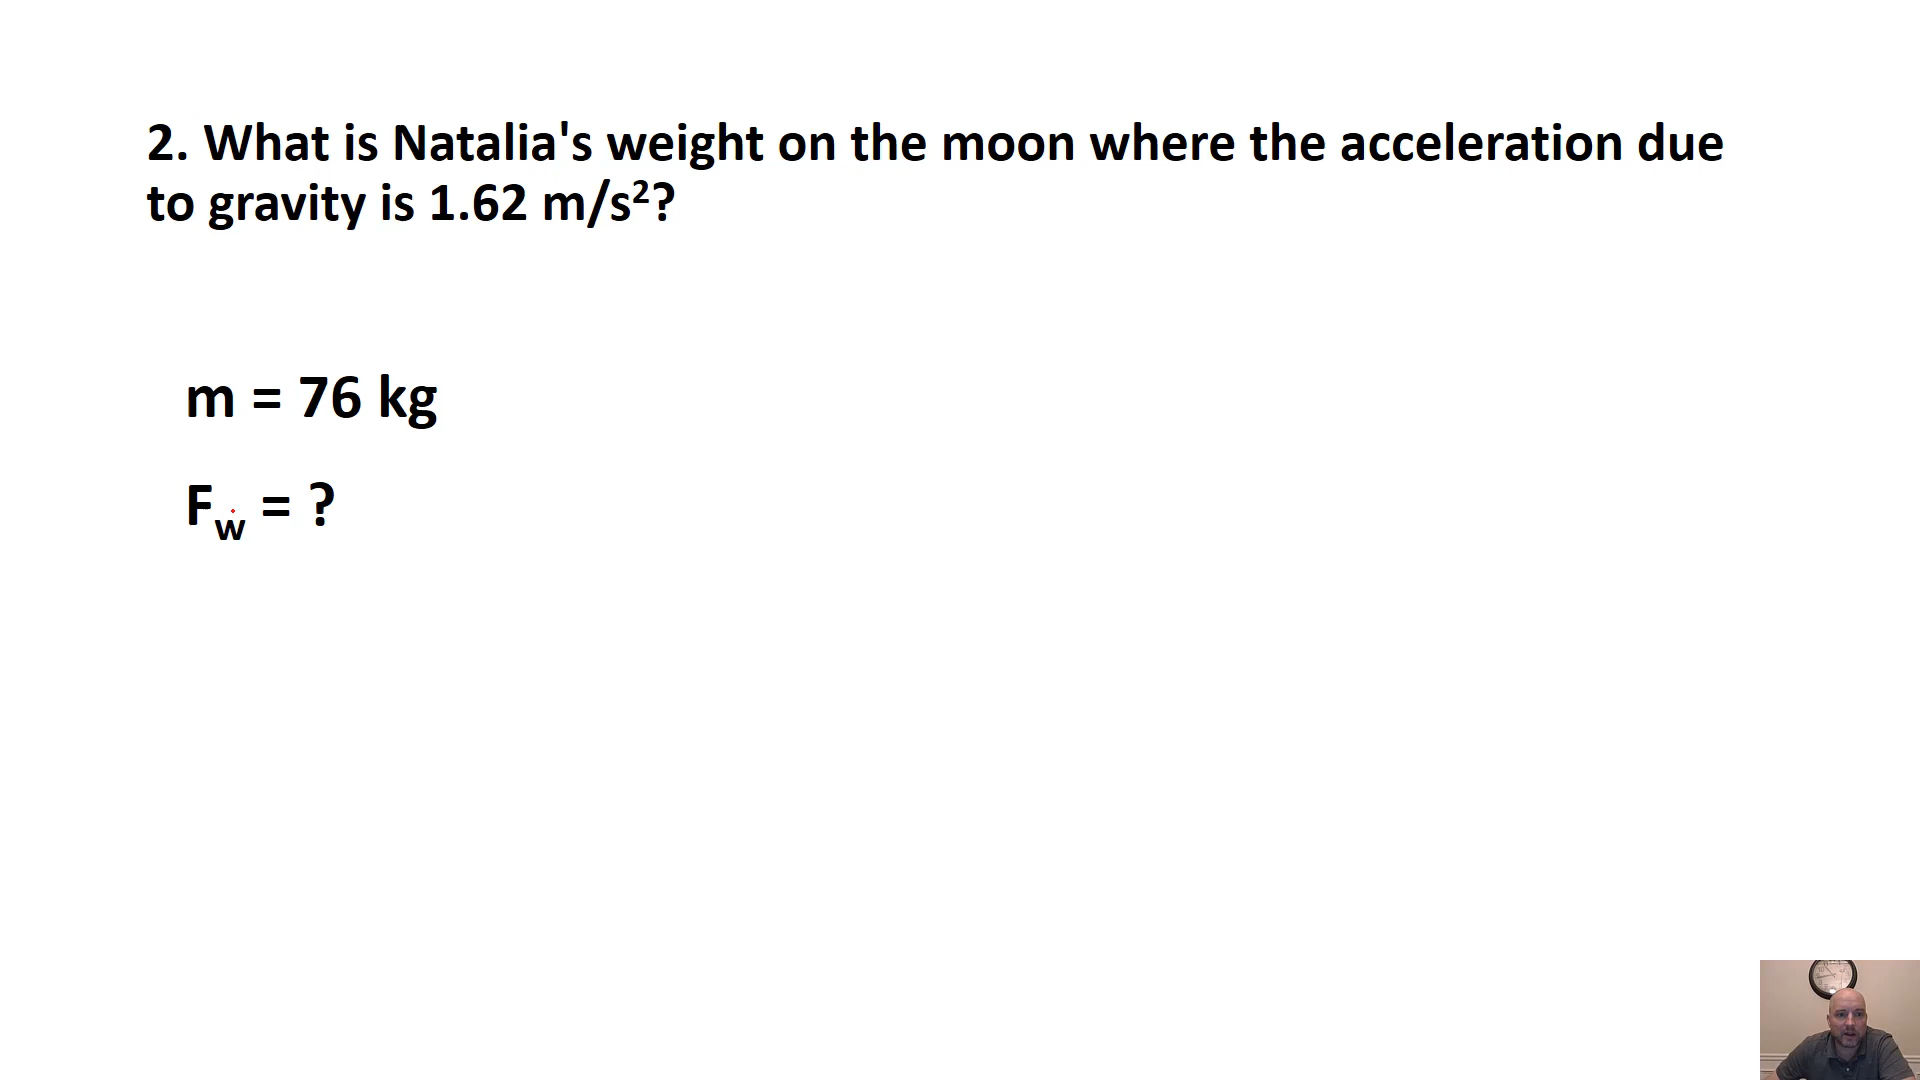 2. What is Natalia's weight on the moon where the acceleration due
to gravity is 1.62 m/s²?
m = 76 kg
F_w = ?